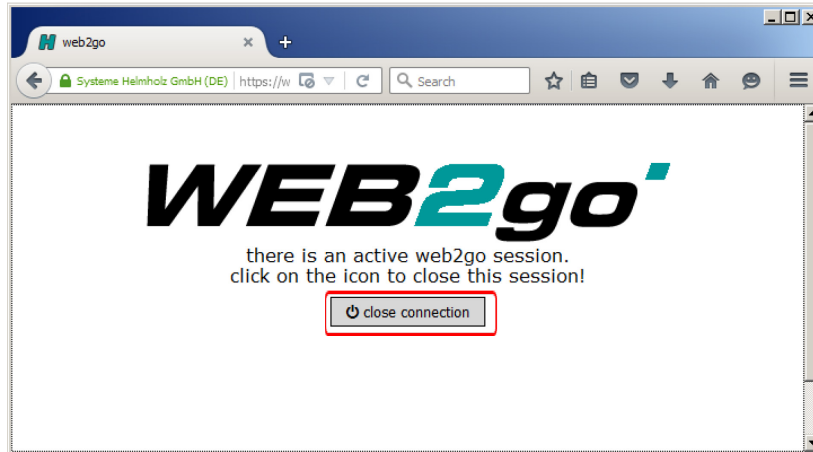 web2go
Systeme Helmholz GmbH (DE) https://w Search
WEB2go
there is an active web2go session.
click on the icon to close this session!
close connection